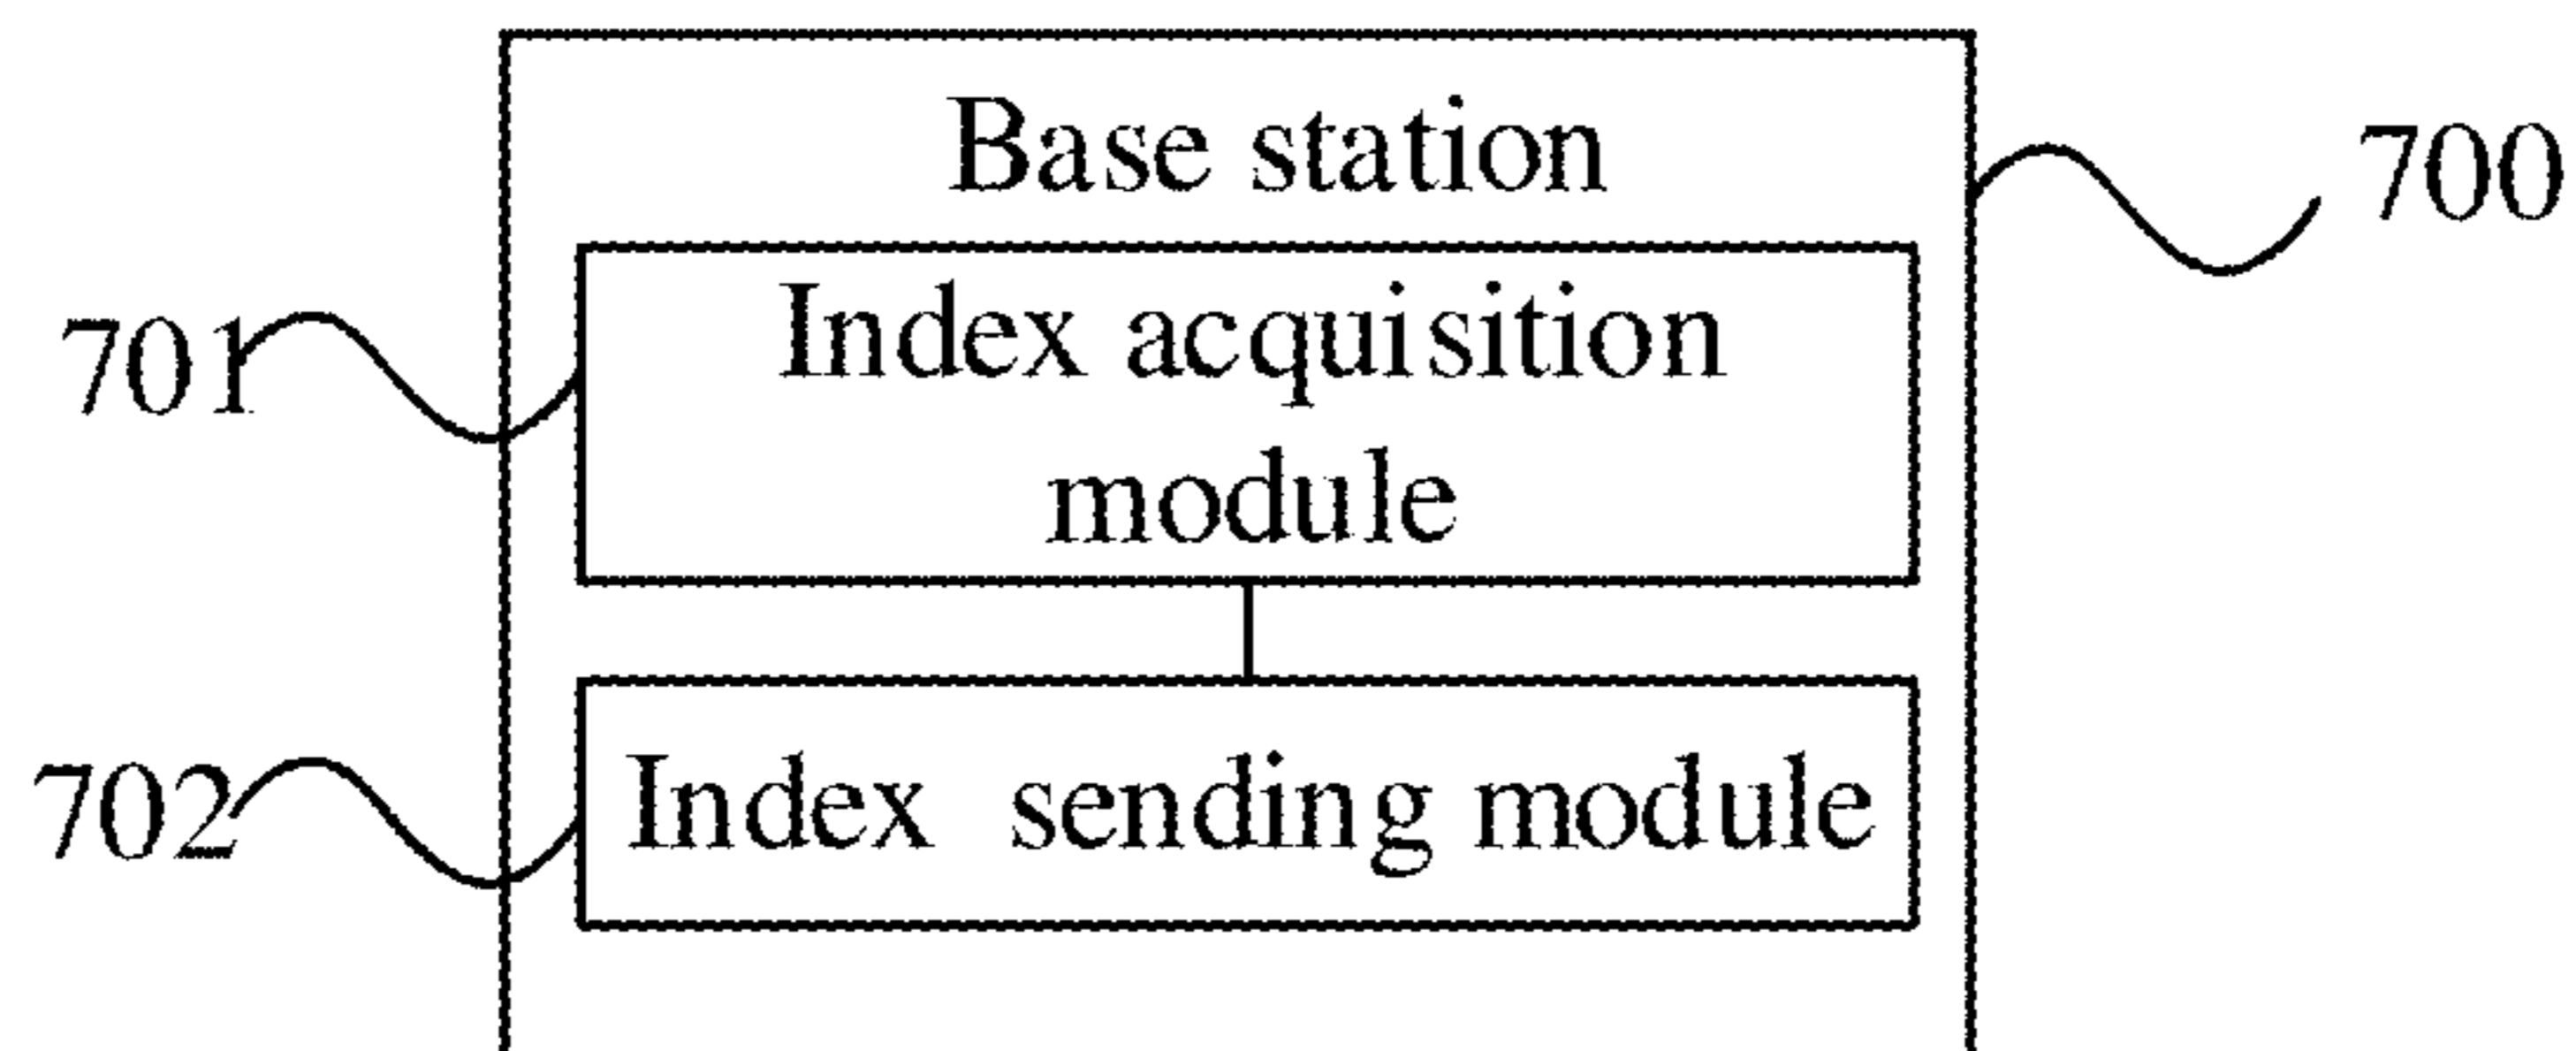 Base station
700
Index acquisition
module
701
Index sending module
702